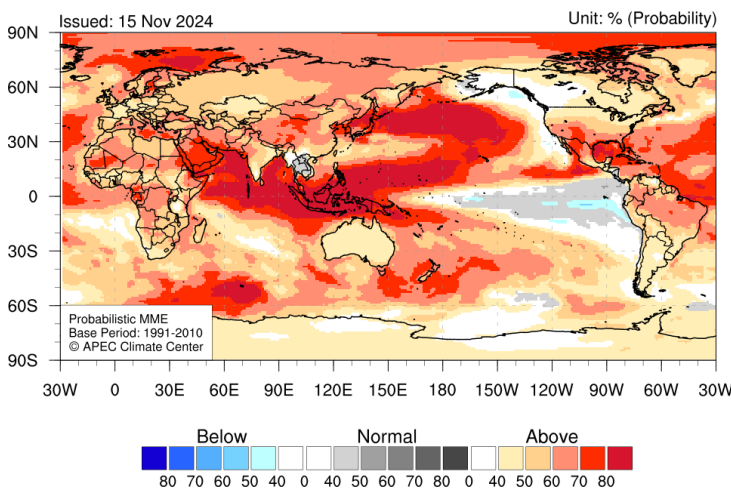 Issued: 15 Nov 2024
Unit: % (Probability)
90N
60N
30N
0
30S
60S
90S
Probabilistic MME
Base Period: 1991-2010
© APEC Climate Center
30W 0 30E 60E 90E 120E 150E 180 150W 120W 90W 60W 30W
Below Normal Above
80 70 60 50 40 0 40 50 60 70 80 0 40 50 60 70 80